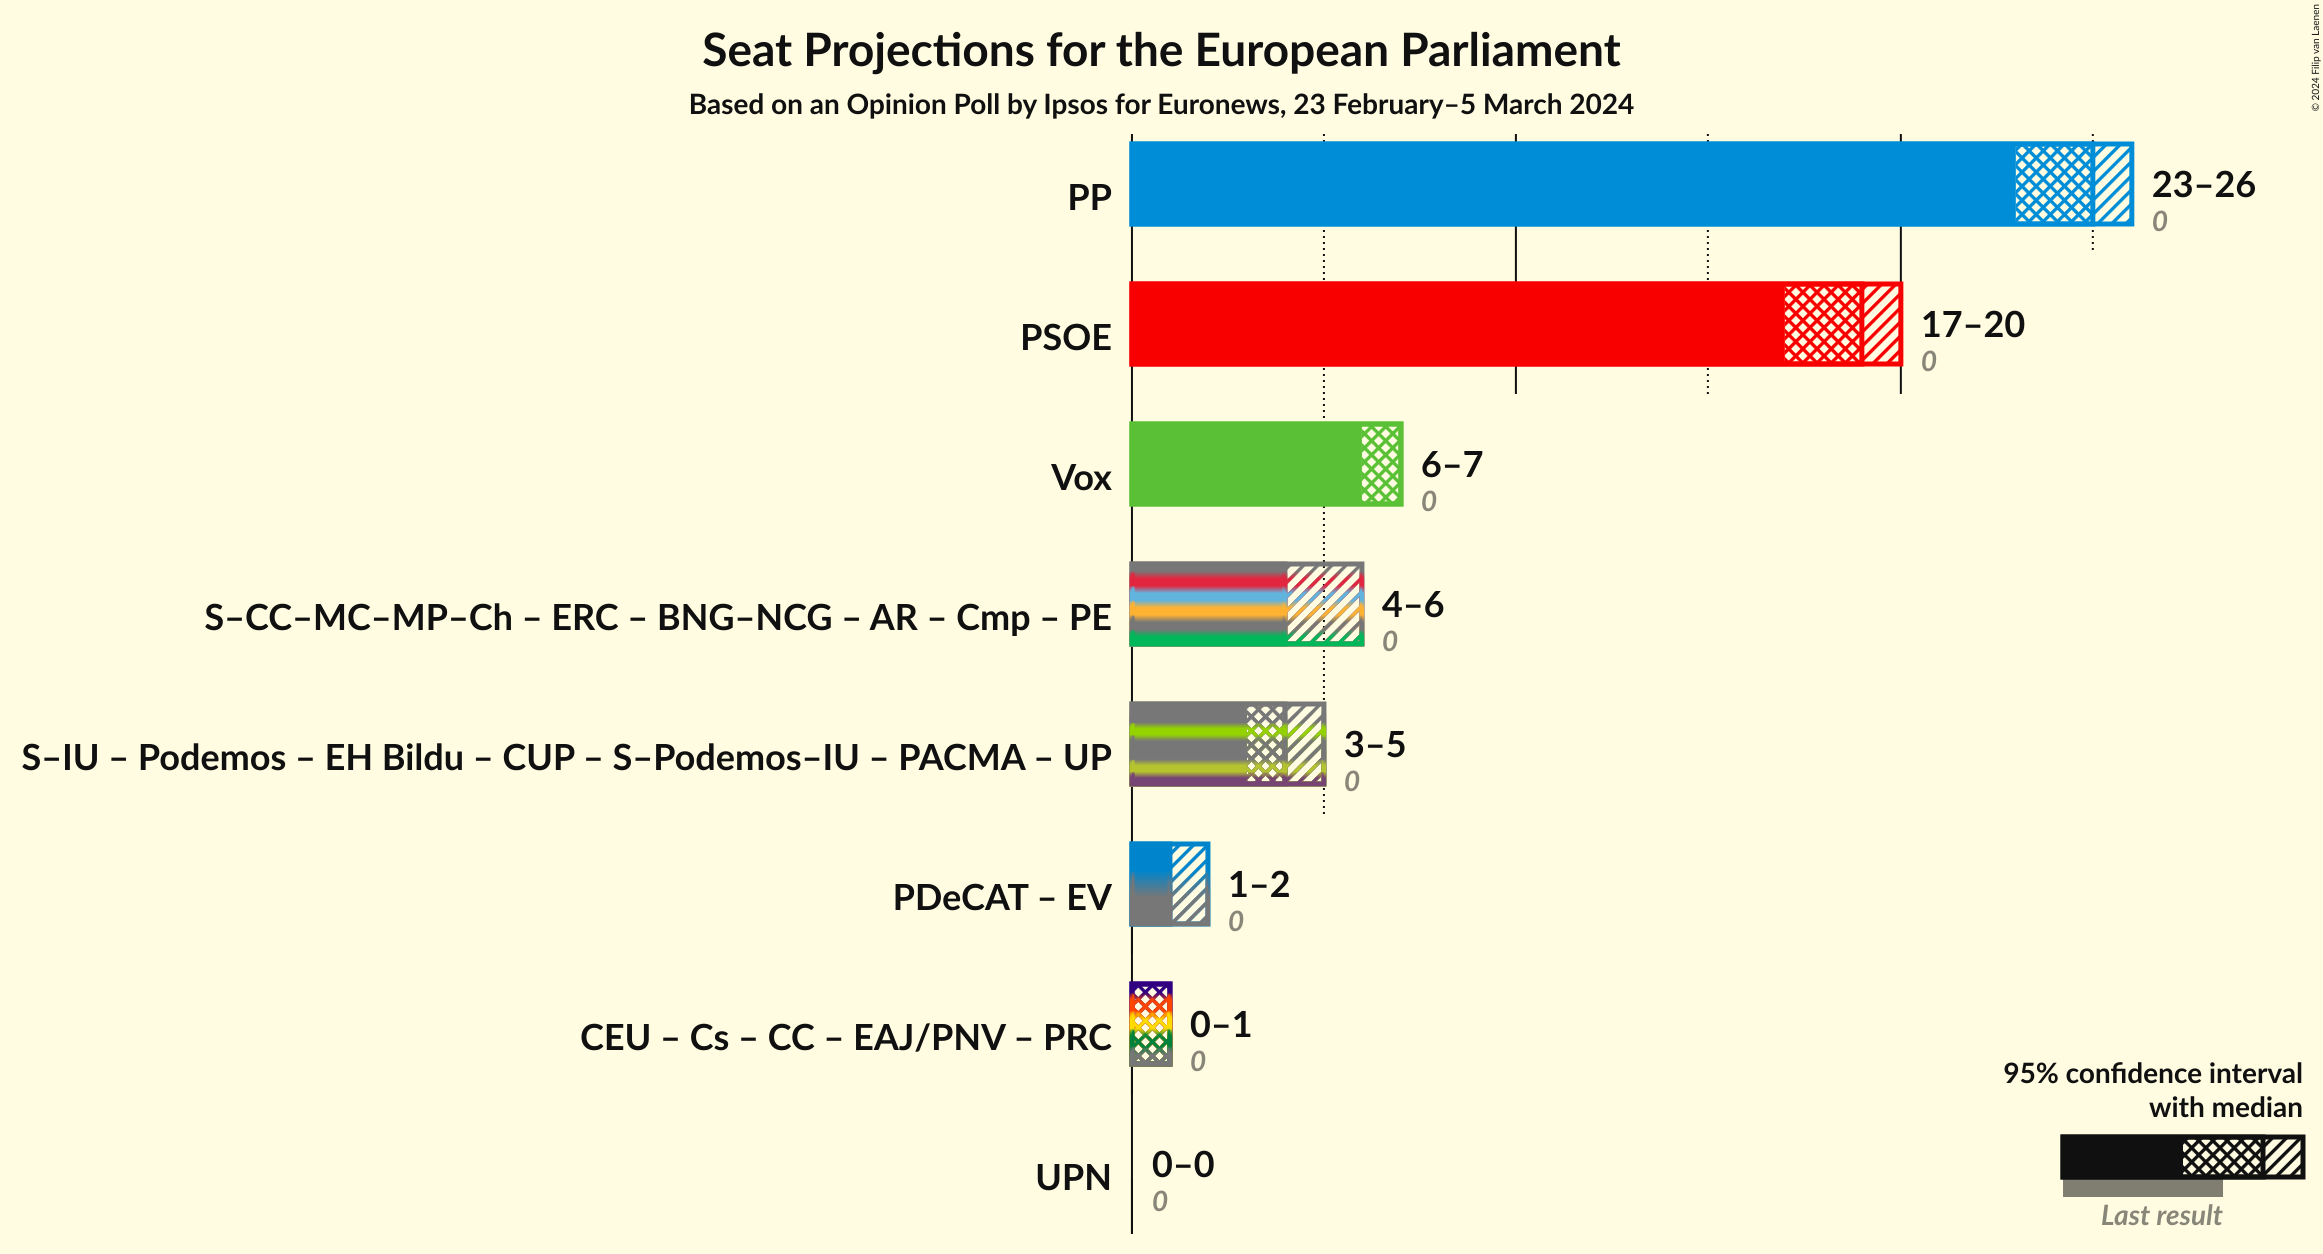 Seat Projections for the European Parliament
Based on an Opinion Poll by Ipsos for Euronews, 23 February–5 March 2024
© 2024 Filip van Laenen
PP
23–26
0
PSOE
17–20
0
Vox
6–7
0
S–CC–MC–MP–Ch – ERC – BNG–NCG – AR – Cmp – PE
4–6
0
S–IU – Podemos – EH Bildu – CUP – S–Podemos–IU – PACMA – UP
3–5
0
PDeCAT – EV
1–2
0
CEU – Cs – CC – EAJ/PNV – PRC
0–1
0
UPN
0–0
0
95% confidence interval
with median
Last result